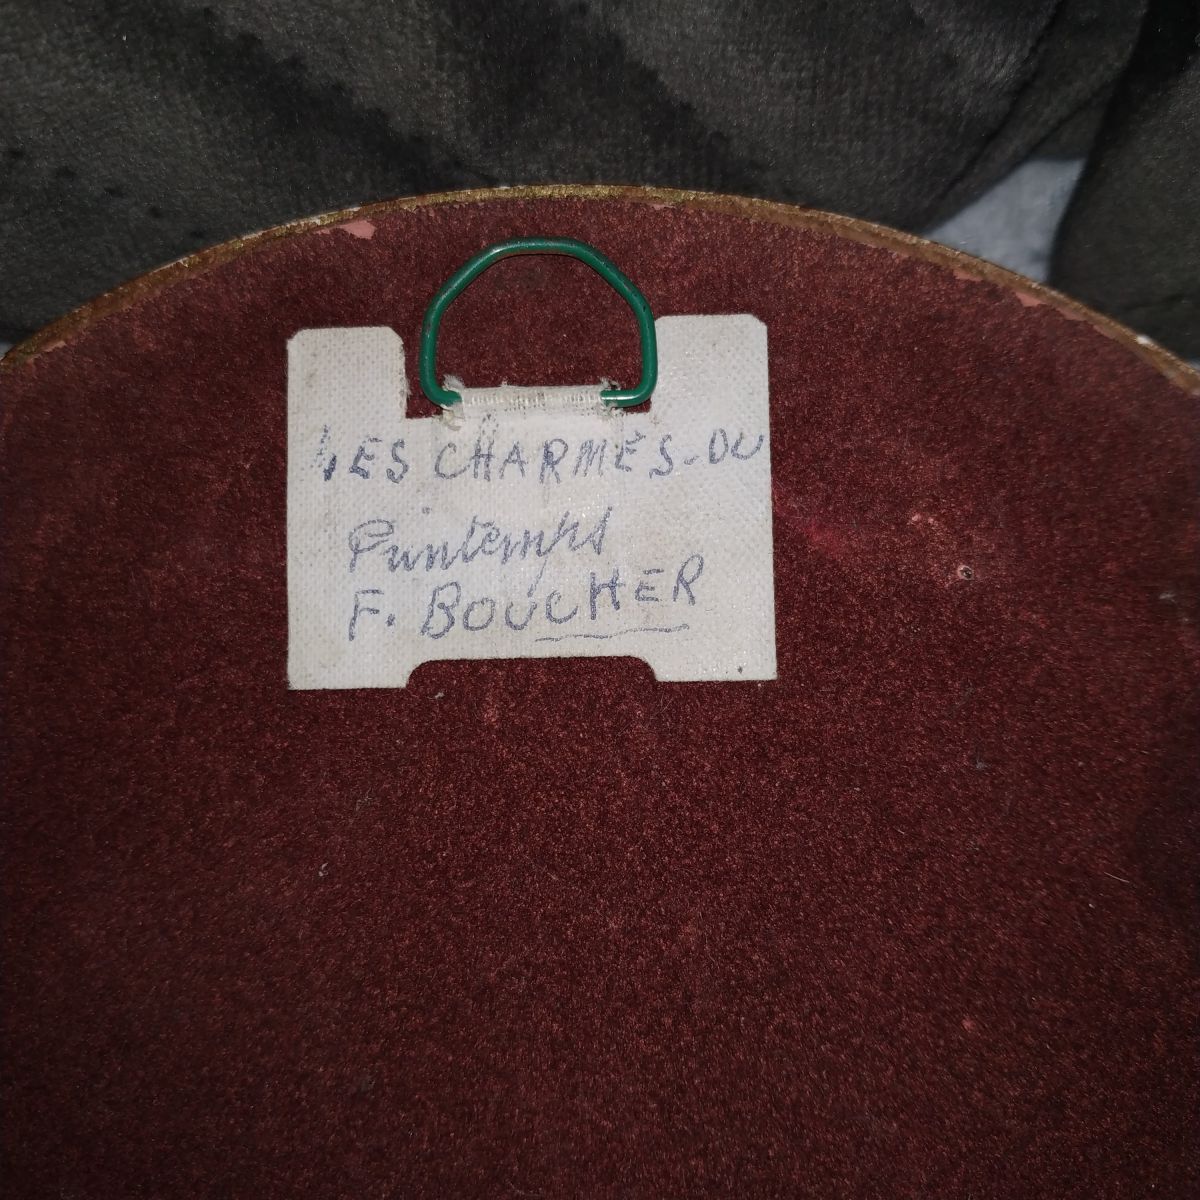 LES CHARMES-DU
Printemps
F. BOUCHER